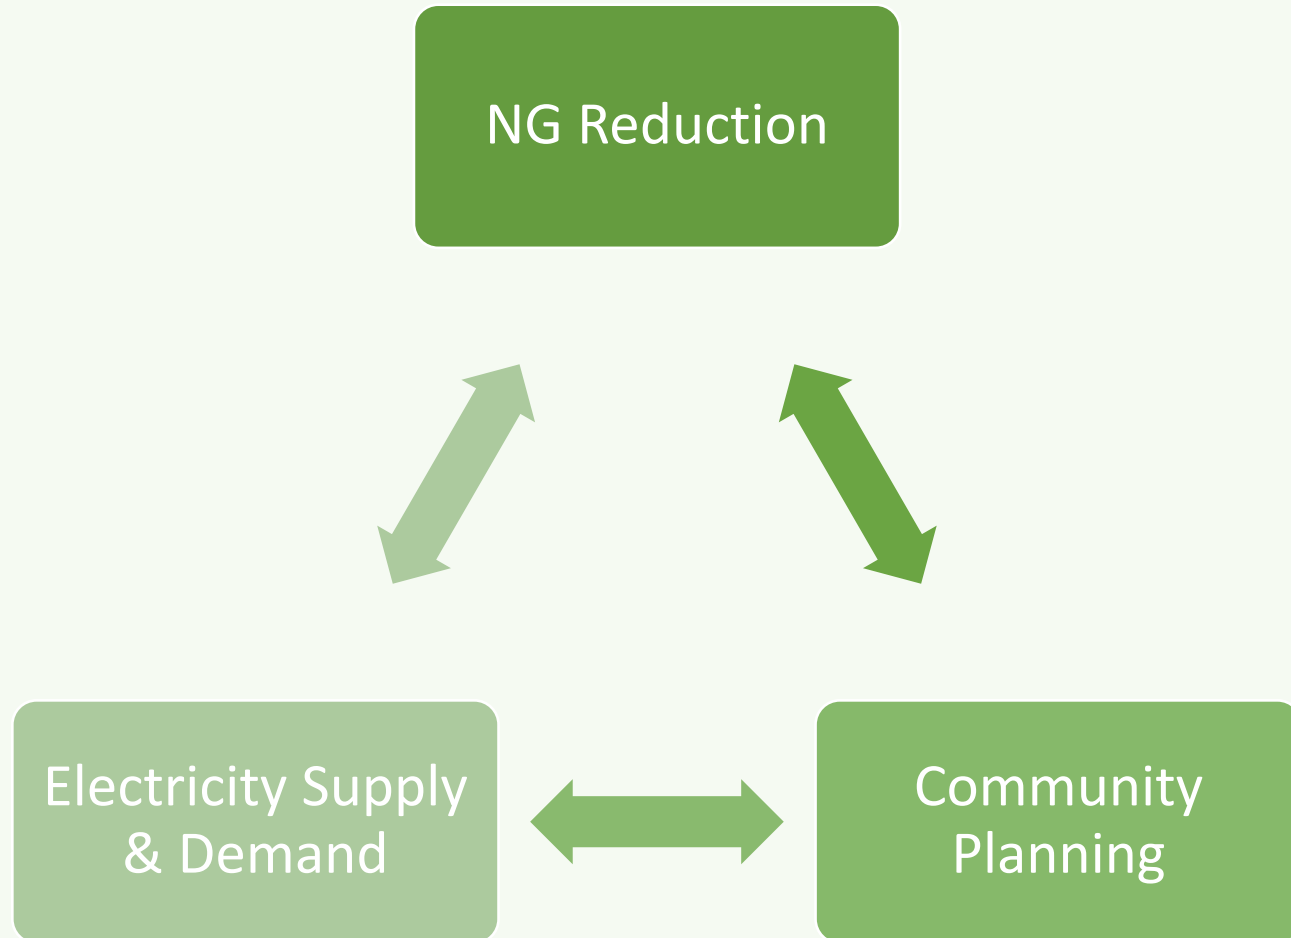 NG Reduction
Electricity Supply
& Demand
Community
Planning